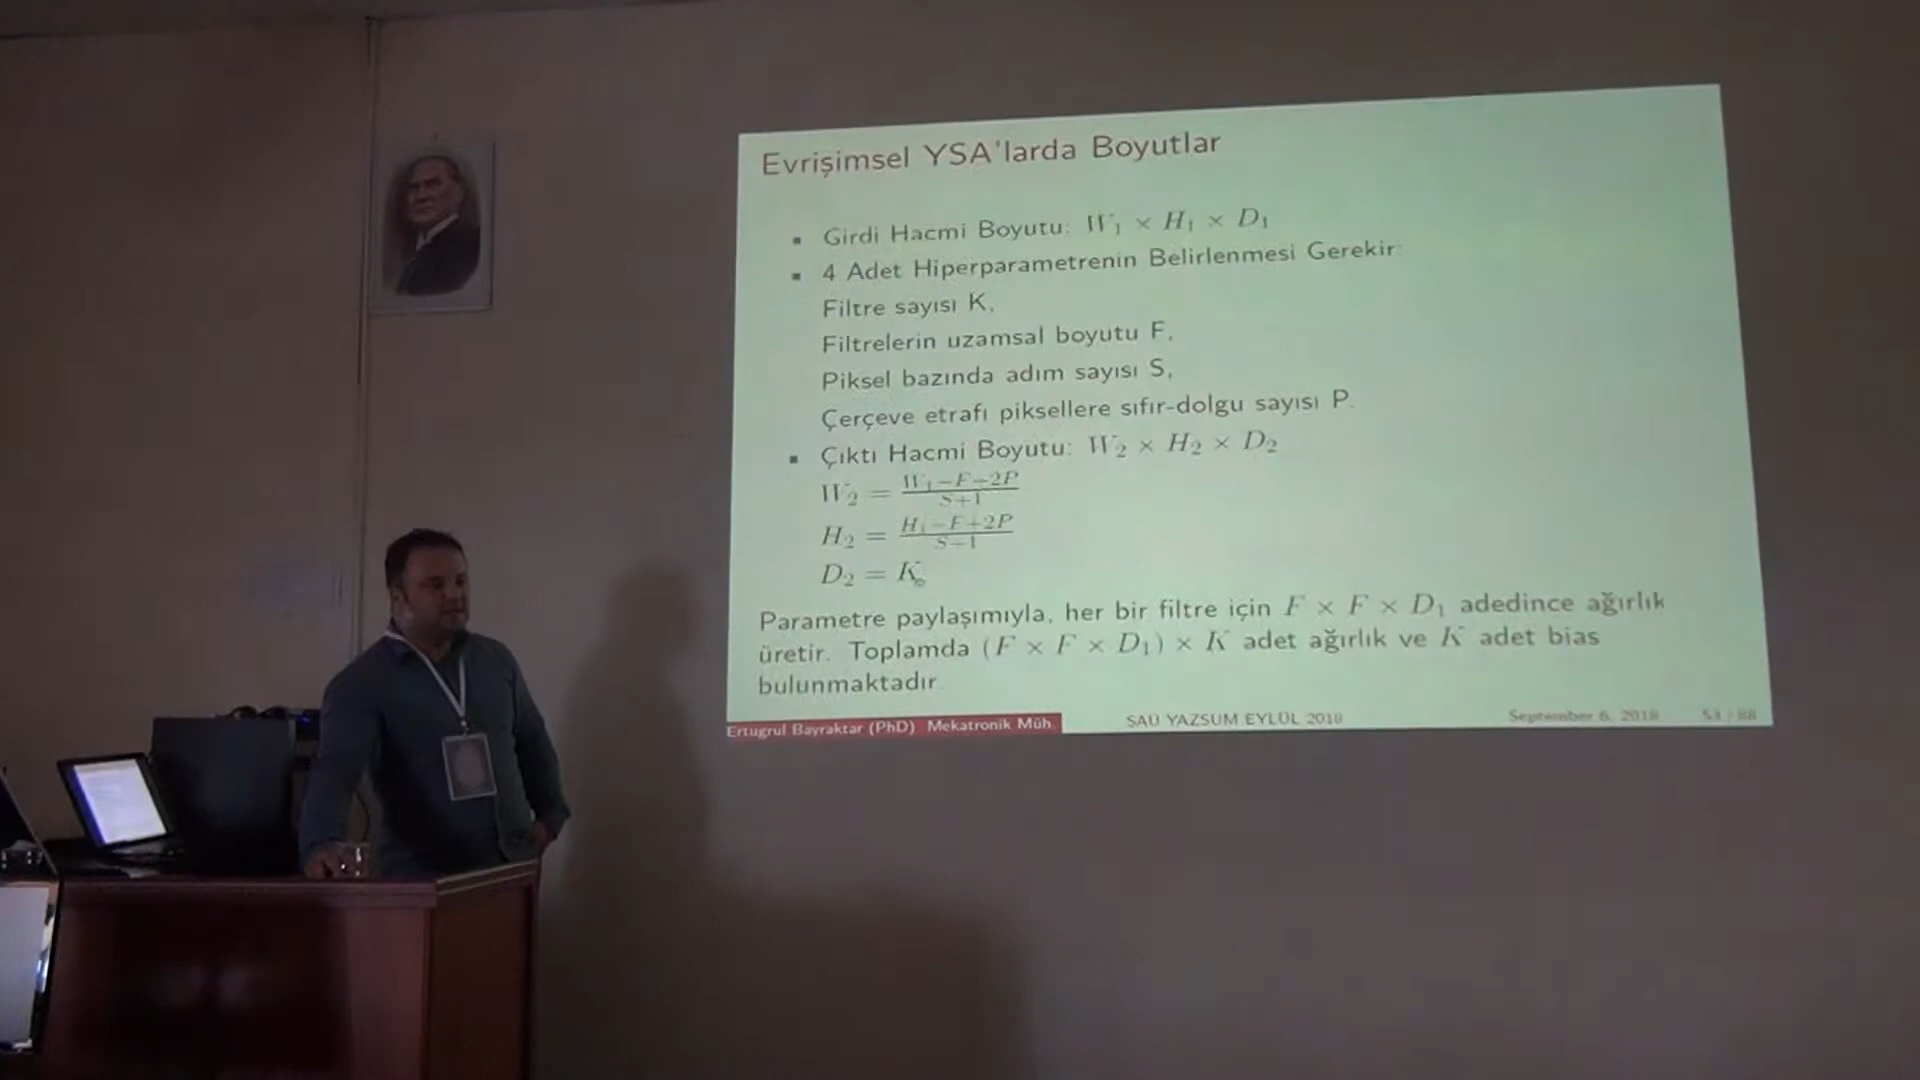 Evrişimsel YSA'larda Boyutlar
▪ Girdi Hacmi Boyutu: W₁ × H₁ × D₁
▪ 4 Adet Hiperparametrenin Belirlenmesi Gerekir:
Filtre sayısı K,
Filtrelerin uzamsal boyutu F,
Piksel bazında adım sayısı S,
Çerçeve etrafı piksellere sıfır-dolgu sayısı P.
▪ Çıktı Hacmi Boyutu: W₂ × H₂ × D₂
W₂ = (W₁−F+2P)/(S+1)
H₂ = (H₁−F+2P)/(S+1)
D₂ = K
Parametre paylaşımıyla, her bir filtre için F × F × D₁ adedince ağırlık
üretir. Toplamda (F × F × D₁) × K adet ağırlık ve K adet bias
bulunmaktadır.
Ertugrul Bayraktar (PhD) Mekatronik Müh. SAÜ YAZSUM EYLÜL 2018 September 6, 2018 53 / 88